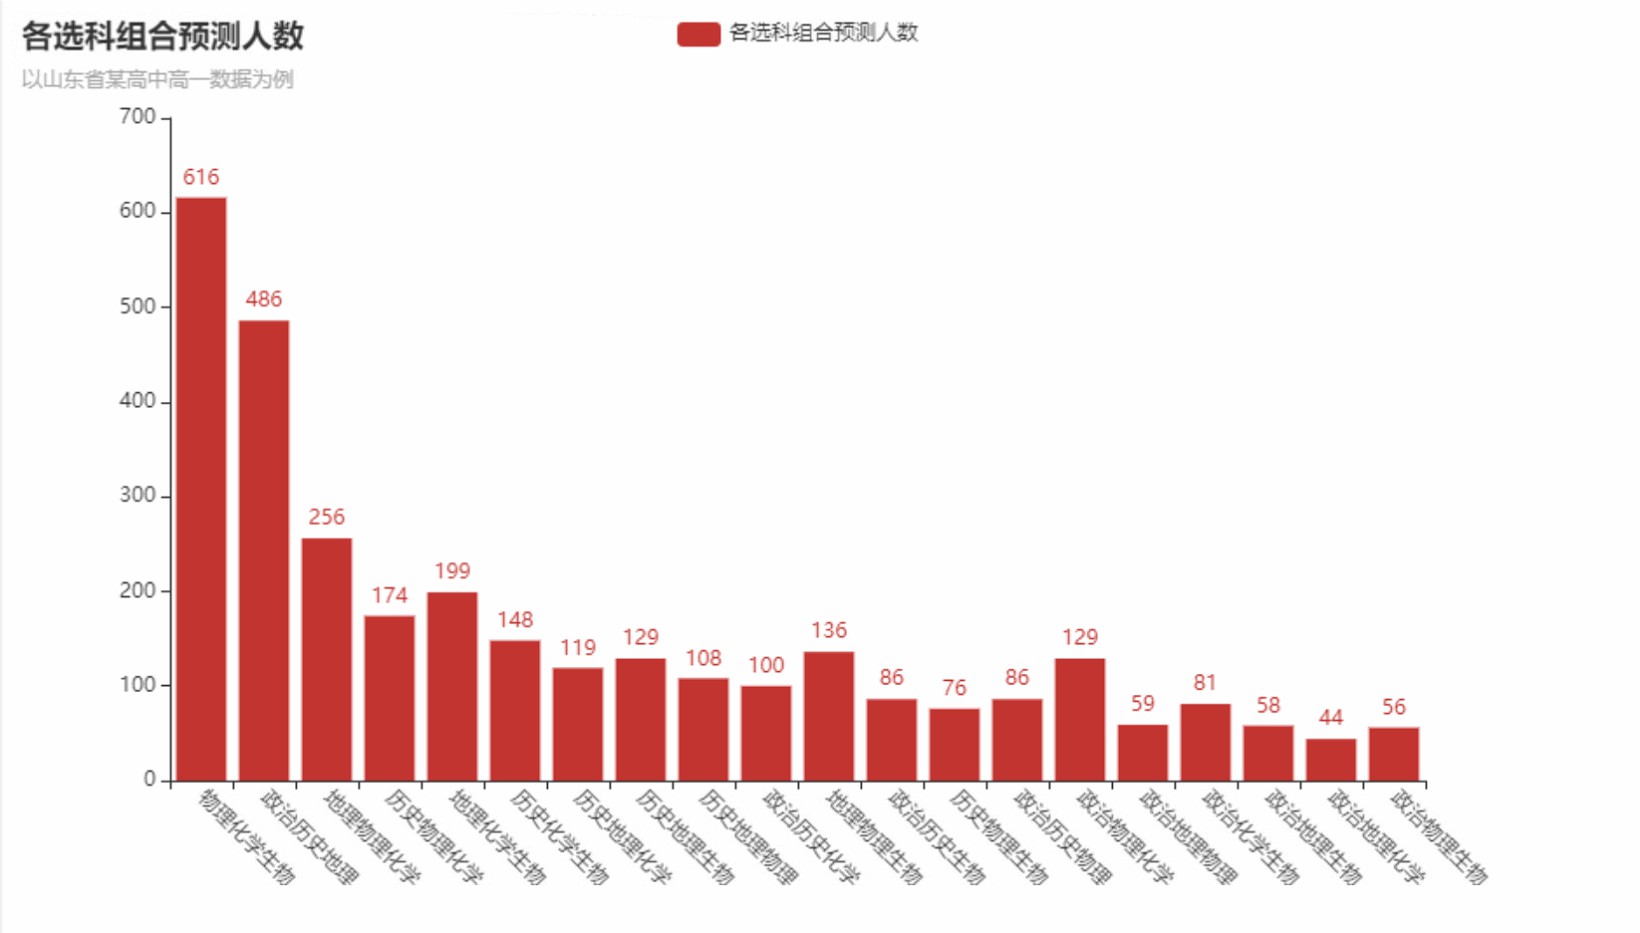 各选科组合预测人数
各选科组合预测人数
以山东省某高中高一数据为例
700
600
500
400
300
200
100
0
616
486
256
174
199
148
119
129
108
100
136
86
76
86
129
59
81
58
44
56
物理化学生物
政治历史地理
地理物理化学
历史物理化学
地理化学生物
历史化学生物
历史地理化学
历史地理生物
历史地理物理
政治历史化学
地理物理生物
政治历史生物
历史物理生物
政治历史物理
政治物理化学
政治地理物理
政治化学生物
政治地理生物
政治地理化学
政治物理生物